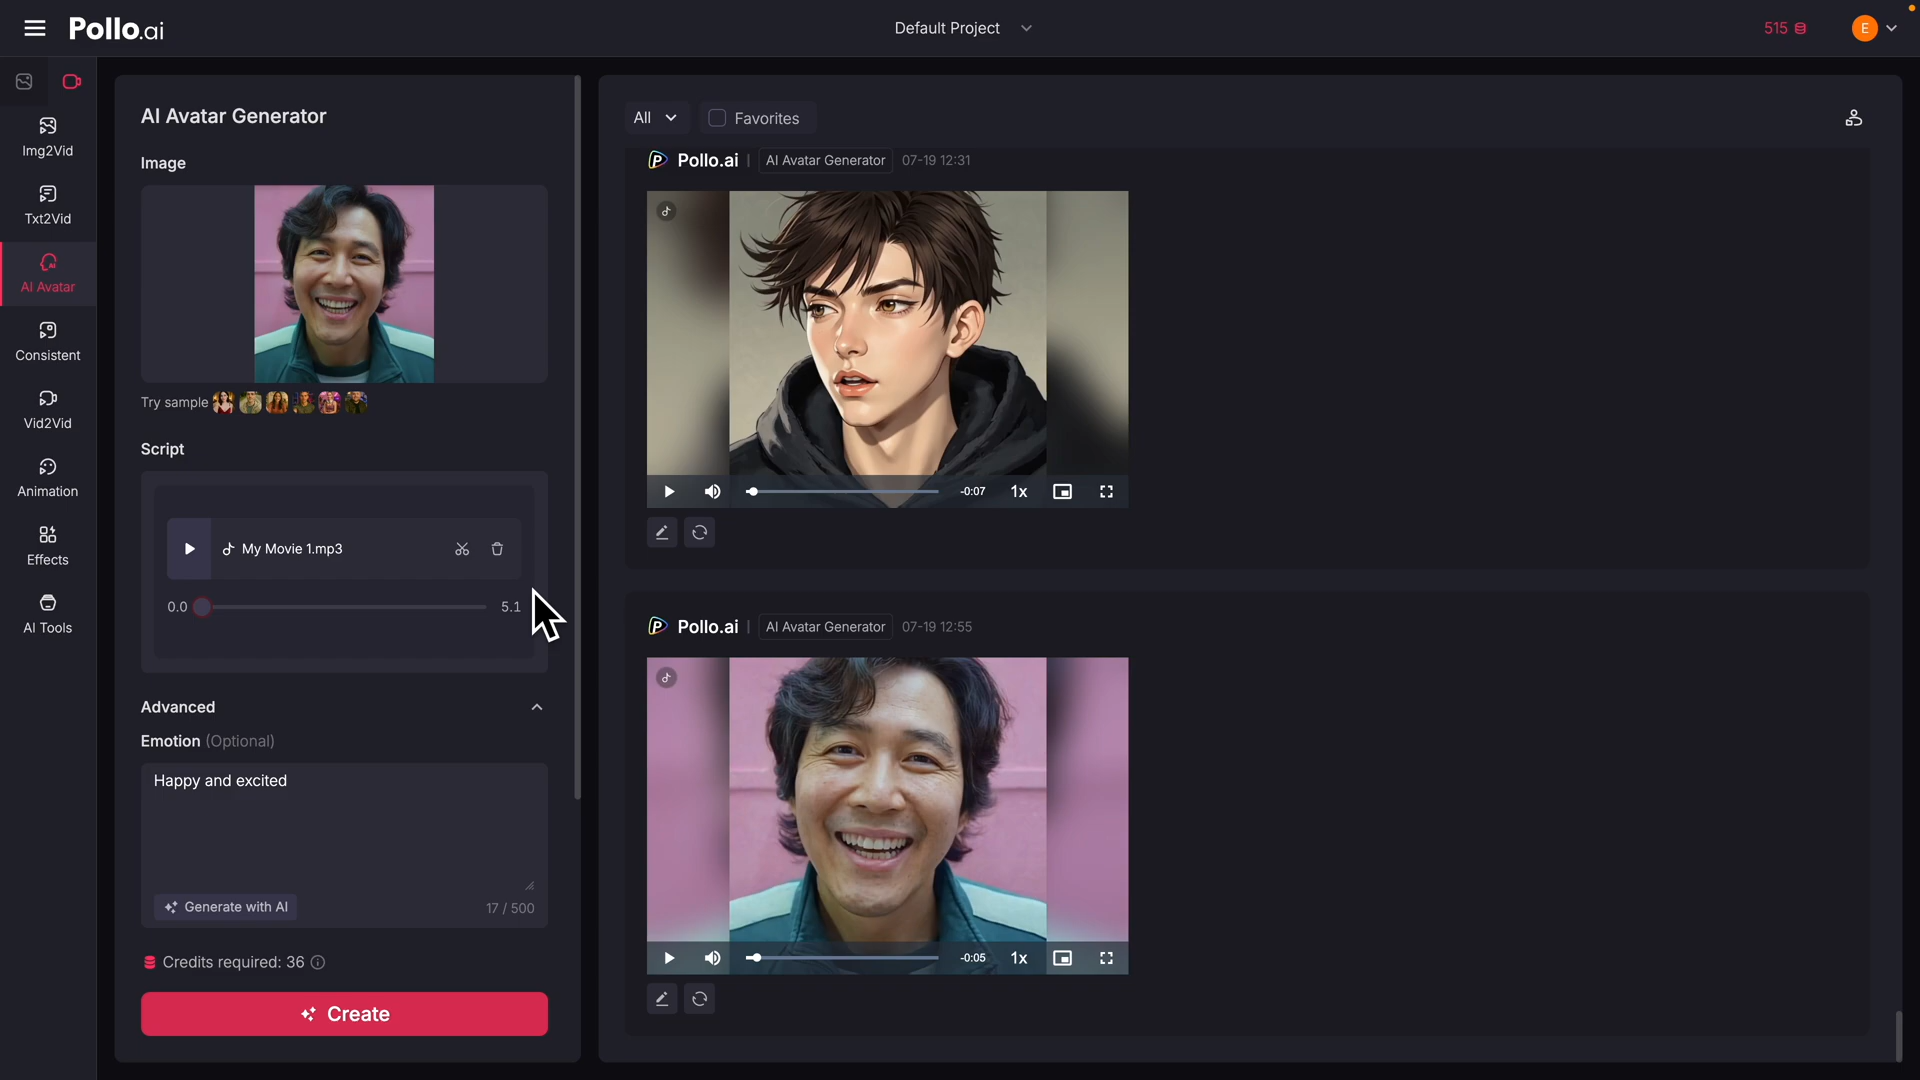 Pollo.ai
Default Project
515
E
Img2Vid
Txt2Vid
AI Avatar
Consistent
Vid2Vid
Animation
Effects
AI Tools
AI Avatar Generator
Image
Try sample
Script
My Movie 1.mp3
0.0
5.1
Advanced
Emotion (Optional)
Happy and excited
Generate with AI
17 / 500
Credits required: 36
Create
All
Favorites
Pollo.ai | AI Avatar Generator 07-19 12:31
-0:07
1x
Pollo.ai | AI Avatar Generator 07-19 12:55
-0:05
1x